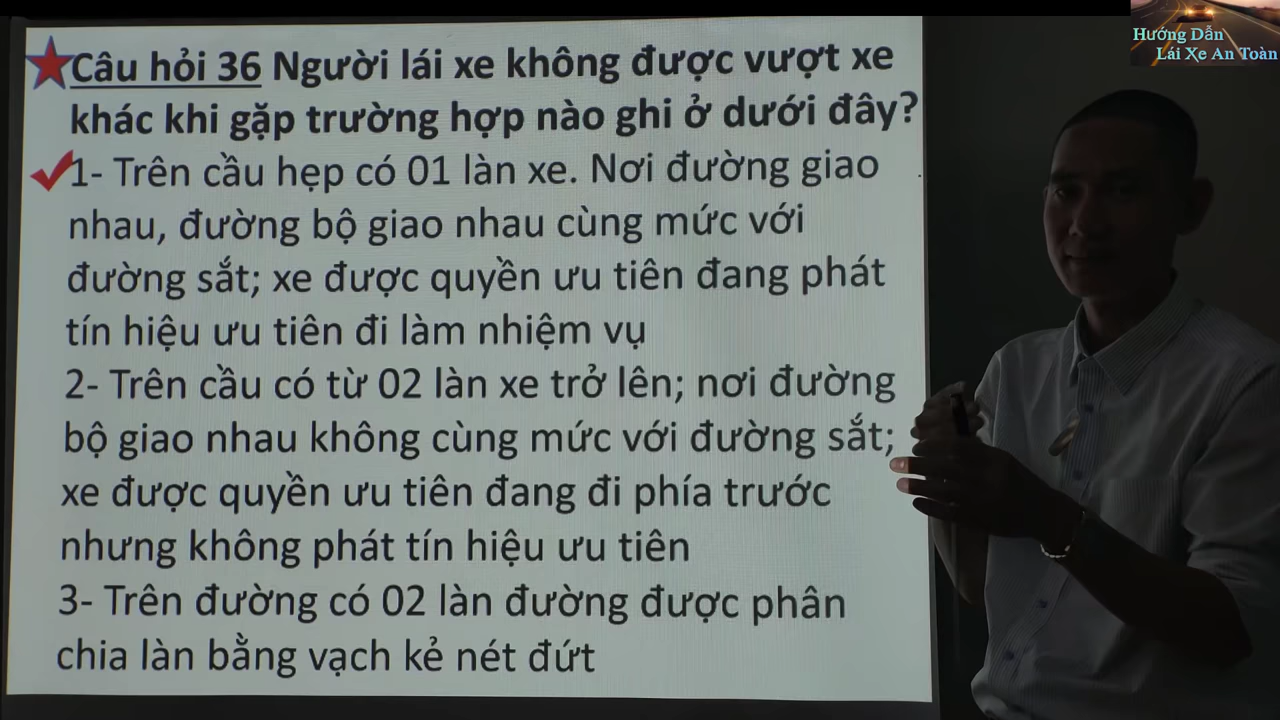 Hướng Dẫn
Lái Xe An Toàn
Câu hỏi 36 Người lái xe không được vượt xe
khác khi gặp trường hợp nào ghi ở dưới đây?
1- Trên cầu hẹp có 01 làn xe. Nơi đường giao
nhau, đường bộ giao nhau cùng mức với
đường sắt; xe được quyền ưu tiên đang phát
tín hiệu ưu tiên đi làm nhiệm vụ
2- Trên cầu có từ 02 làn xe trở lên; nơi đường
bộ giao nhau không cùng mức với đường sắt;
xe được quyền ưu tiên đang đi phía trước
nhưng không phát tín hiệu ưu tiên
3- Trên đường có 02 làn đường được phân
chia làn bằng vạch kẻ nét đứt